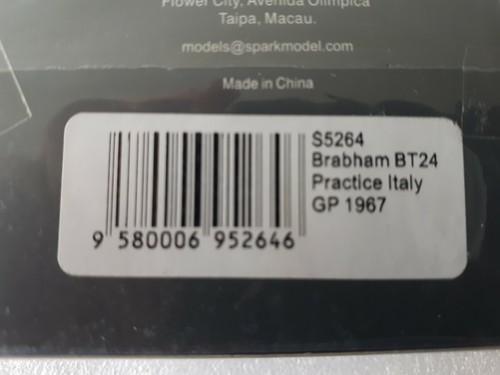 Flower City, Avenida Olimpica
Taipa, Macau.
models@sparkmodel.com
Made in China
S5264
Brabham BT24
Practice Italy
GP 1967
9 580006 952646